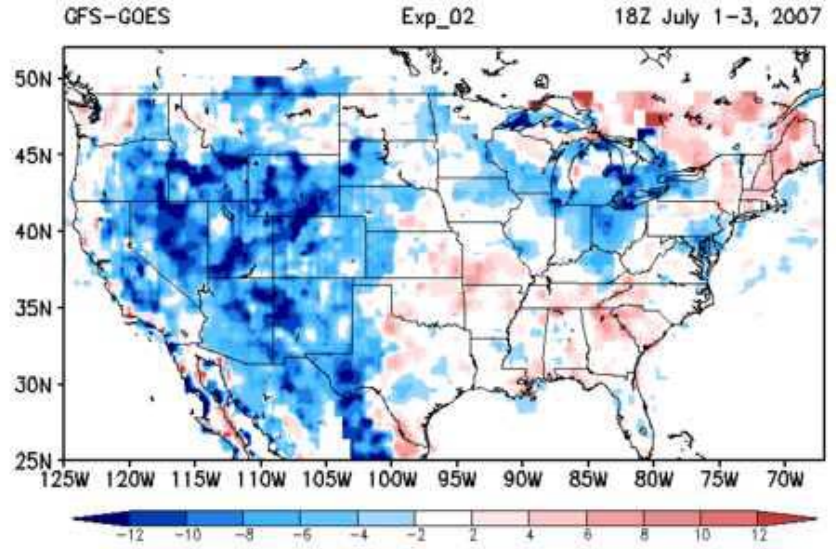 GFS-GOES Exp_02 18Z July 1-3, 2007
50N
45N
40N
35N
30N
25N
125W 120W 115W 110W 105W 100W 95W 90W 85W 80W 75W 70W
-12 -10 -8 -6 -4 -2 2 4 6 8 10 12